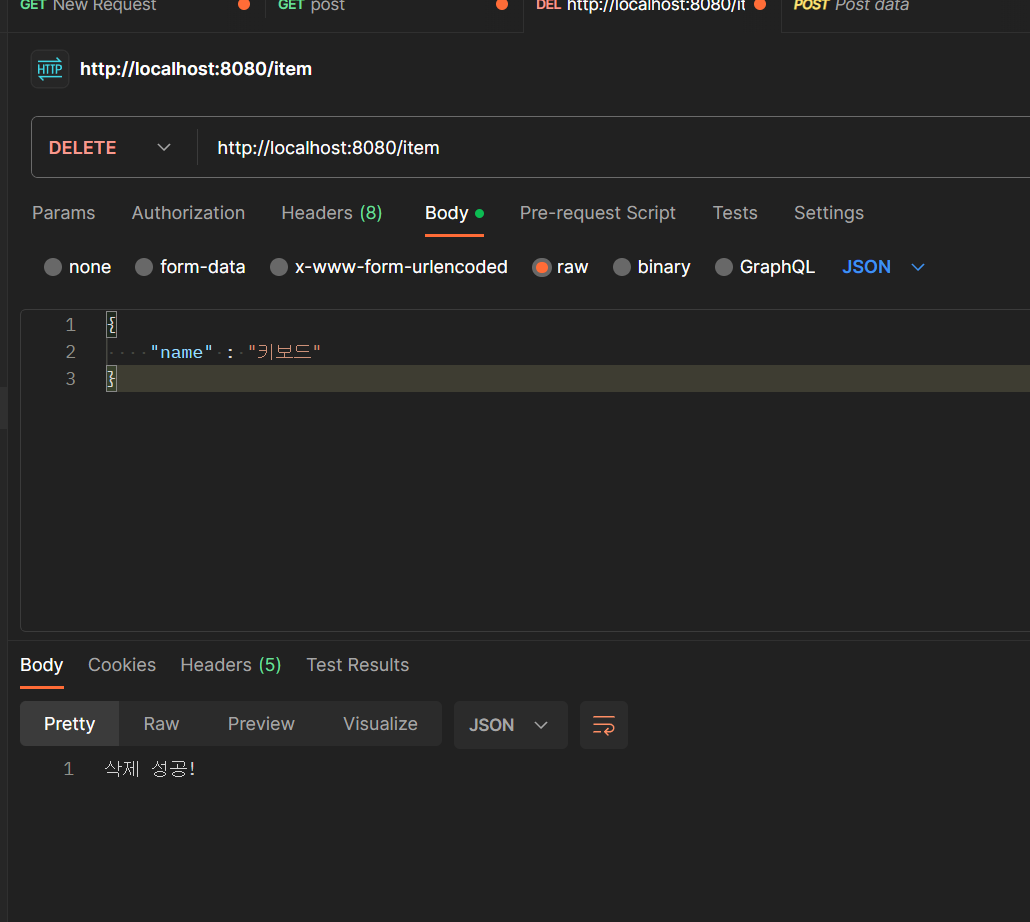 GET New Request GET post DEL http://localhost:8080/it POST Post data
HTTP http://localhost:8080/item
DELETE http://localhost:8080/item
Params Authorization Headers (8) Body Pre-request Script Tests Settings
none form-data x-www-form-urlencoded raw binary GraphQL JSON
1 {
2 "name" : "키보드"
3 }
Body Cookies Headers (5) Test Results
Pretty Raw Preview Visualize JSON
1 삭제 성공!